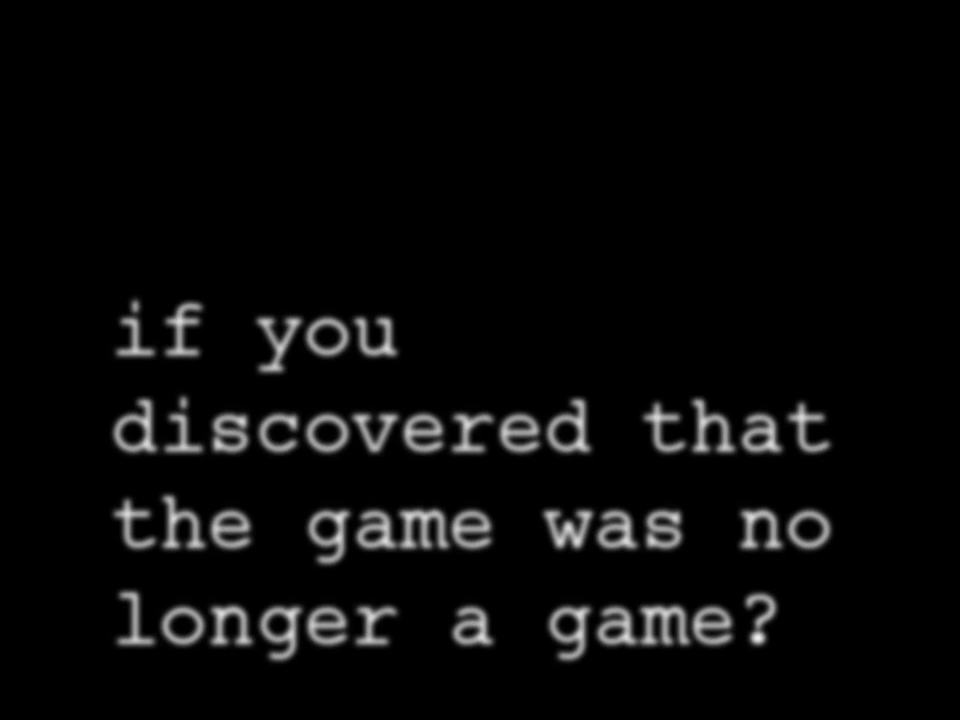 if you
discovered that
the game was no
longer a game?